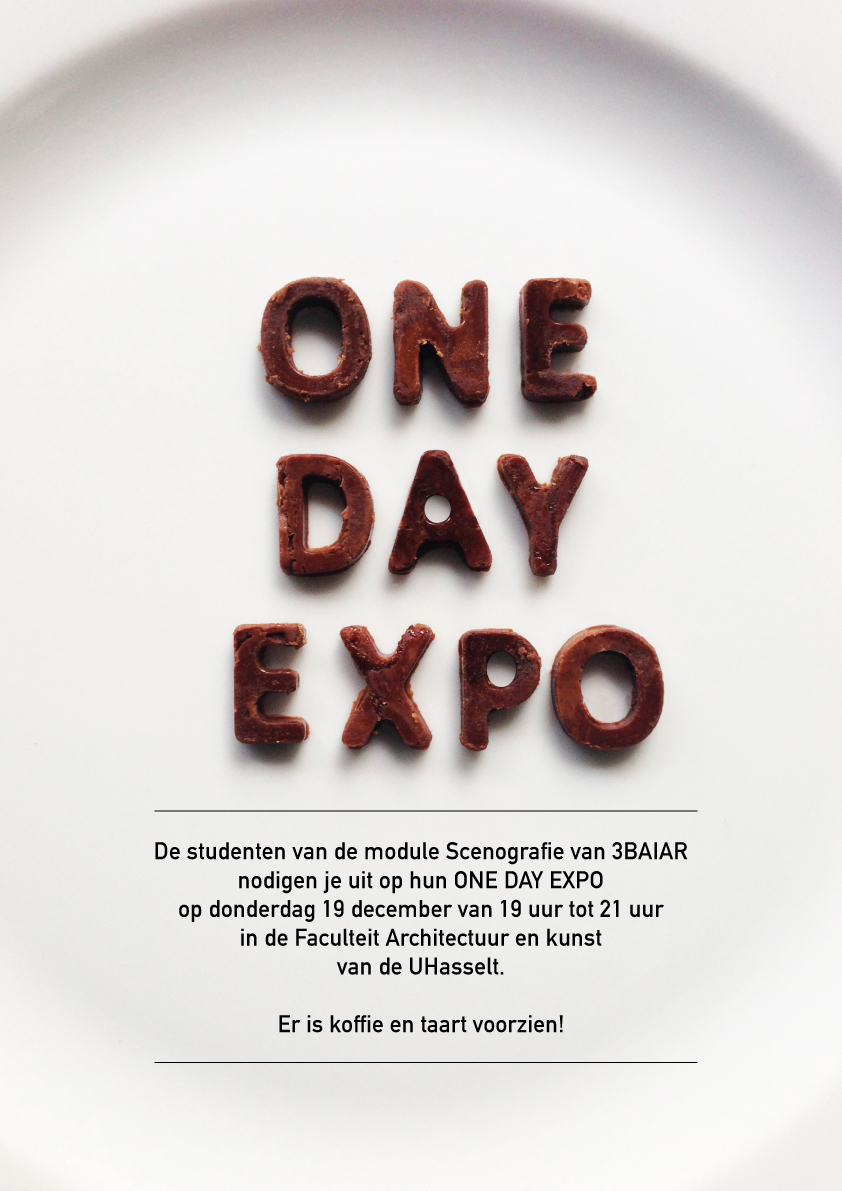 ONE
DAY
EXPO
De studenten van de module Scenografie van 3BAIAR
nodigen je uit op hun ONE DAY EXPO
op donderdag 19 december van 19 uur tot 21 uur
in de Faculteit Architectuur en kunst
van de UHasselt.
Er is koffie en taart voorzien!